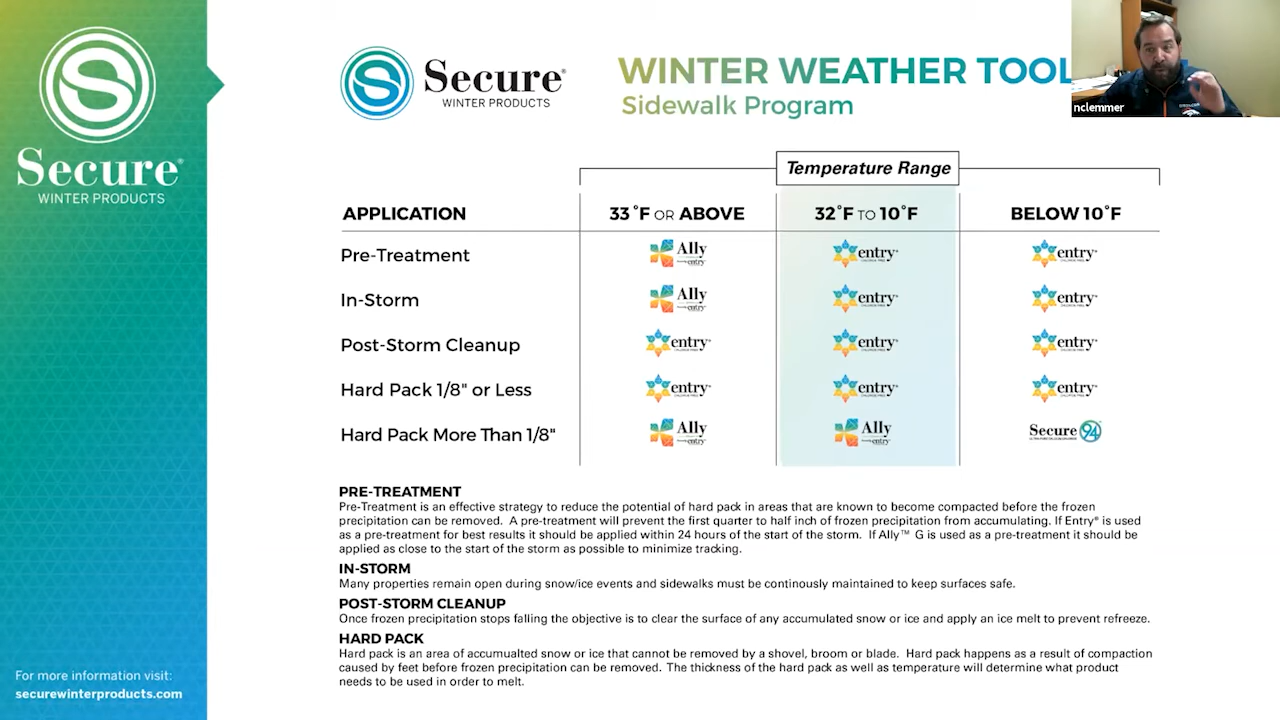 Secure®
WINTER PRODUCTS
For more information visit:
securewinterproducts.com
Secure®
WINTER PRODUCTS
WINTER WEATHER TOOL
Sidewalk Program
nclemmer
Temperature Range
APPLICATION 33˚F OR ABOVE 32˚F TO 10˚F BELOW 10˚F
Pre-Treatment Ally entry entry® entry®
In-Storm Ally entry entry® entry®
Post-Storm Cleanup entry® entry® entry®
Hard Pack 1/8" or Less entry® entry® entry®
Hard Pack More Than 1/8" Ally entry Ally entry Secure 94
PRE-TREATMENT
Pre-Treatment is an effective strategy to reduce the potential of hard pack in areas that are known to become compacted before the frozen
precipitation can be removed. A pre-treatment will prevent the first quarter to half inch of frozen precipitation from accumulating. If Entry® is used
as a pre-treatment for best results it should be applied within 24 hours of the start of the storm. If Ally™ G is used as a pre-treatment it should be
applied as close to the start of the storm as possible to minimize tracking.
IN-STORM
Many properties remain open during snow/ice events and sidewalks must be continously maintained to keep surfaces safe.
POST-STORM CLEANUP
Once frozen precipitation stops falling the objective is to clear the surface of any accumulated snow or ice and apply an ice melt to prevent refreeze.
HARD PACK
Hard pack is an area of accumualted snow or ice that cannot be removed by a shovel, broom or blade. Hard pack happens as a result of compaction
caused by feet before frozen precipitation can be removed. The thickness of the hard pack as well as temperature will determine what product
needs to be used in order to melt.